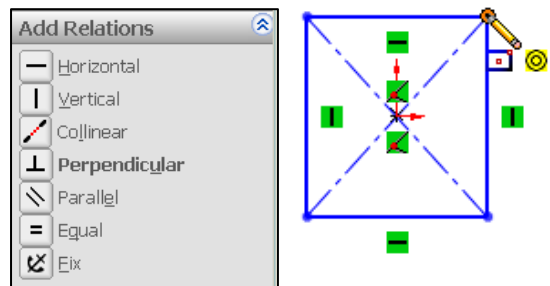 Add Relations
Horizontal
Vertical
Collinear
Perpendicular
Parallel
Equal
Fix